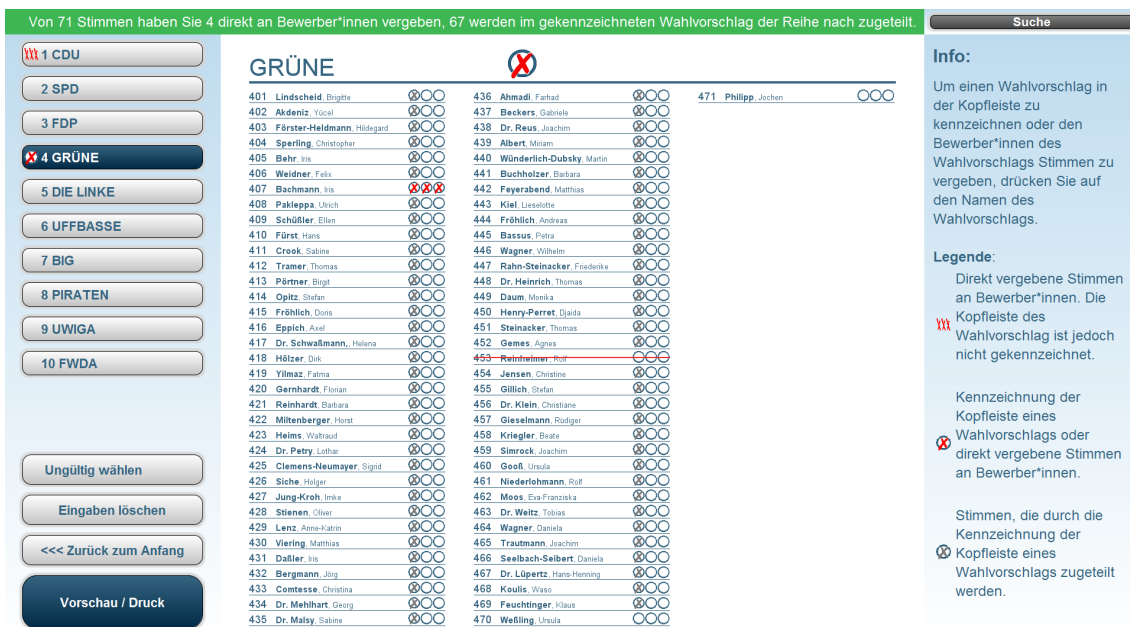 Von 71 Stimmen haben Sie 4 direkt an Bewerber*innen vergeben, 67 werden im gekennzeichneten Wahlvorschlag der Reihe nach zugeteilt.
Suche
1 CDU
2 SPD
3 FDP
4 GRÜNE
5 DIE LINKE
6 UFFBASSE
7 BIG
8 PIRATEN
9 UWIGA
10 FWDA
Ungültig wählen
Eingaben löschen
<<< Zurück zum Anfang
Vorschau / Druck
GRÜNE
401 Lindscheid, Brigitte
402 Akdeniz, Yücel
403 Förster-Heldmann, Hildegard
404 Sperling, Christopher
405 Behr, Iris
406 Weidner, Felix
407 Bachmann, Iris
408 Pakleppa, Ulrich
409 Schüßler, Ellen
410 Fürst, Hans
411 Crook, Sabine
412 Tramer, Thomas
413 Pörtner, Birgit
414 Opitz, Stefan
415 Fröhlich, Doris
416 Eppich, Axel
417 Dr. Schwaßmann,, Helena
418 Hölzer, Dirk
419 Yilmaz, Fatma
420 Gernhardt, Florian
421 Reinhardt, Barbara
422 Miltenberger, Horst
423 Heims, Waltraud
424 Dr. Petry, Lothar
425 Clemens-Neumayer, Sigrid
426 Siche, Holger
427 Jung-Kroh, Imke
428 Stienen, Oliver
429 Lenz, Anne-Katrin
430 Viering, Matthias
431 Daßler, Iris
432 Bergmann, Jörg
433 Comtesse, Christina
434 Dr. Mehlhart, Georg
435 Dr. Malsy, Sabine
436 Ahmadi, Farhad
437 Beckers, Gabriele
438 Dr. Reus, Joachim
439 Albert, Miriam
440 Wünderlich-Dubsky, Martin
441 Buchholzer, Barbara
442 Feyerabend, Matthias
443 Kiel, Lieselotte
444 Fröhlich, Andreas
445 Bassus, Petra
446 Wagner, Wilhelm
447 Rahn-Steinacker, Friederike
448 Dr. Heinrich, Thomas
449 Daum, Monika
450 Henry-Perret, Djaida
451 Steinacker, Thomas
452 Gemes, Agnes
453 Reinheimer, Rolf
454 Jensen, Christine
455 Gillich, Stefan
456 Dr. Klein, Christiane
457 Gieselmann, Rüdiger
458 Kriegler, Beate
459 Simrock, Joachim
460 Gooß, Ursula
461 Niederlohmann, Rolf
462 Moos, Eva-Franziska
463 Dr. Weitz, Tobias
464 Wagner, Daniela
465 Trautmann, Joachim
466 Seelbach-Seibert, Daniela
467 Dr. Lüpertz, Hans-Henning
468 Koulis, Waso
469 Feuchtinger, Klaus
470 Weßling, Ursula
471 Philipp, Jochen
Info:
Um einen Wahlvorschlag in
der Kopfleiste zu
kennzeichnen oder den
Bewerber*innen des
Wahlvorschlags Stimmen zu
vergeben, drücken Sie auf
den Namen des
Wahlvorschlags.
Legende:
Direkt vergebene Stimmen
an Bewerber*innen. Die
Kopfleiste des
Wahlvorschlag ist jedoch
nicht gekennzeichnet.
Kennzeichnung der
Kopfleiste eines
Wahlvorschlags oder
direkt vergebene Stimmen
an Bewerber*innen.
Stimmen, die durch die
Kennzeichnung der
Kopfleiste eines
Wahlvorschlags zugeteilt
werden.